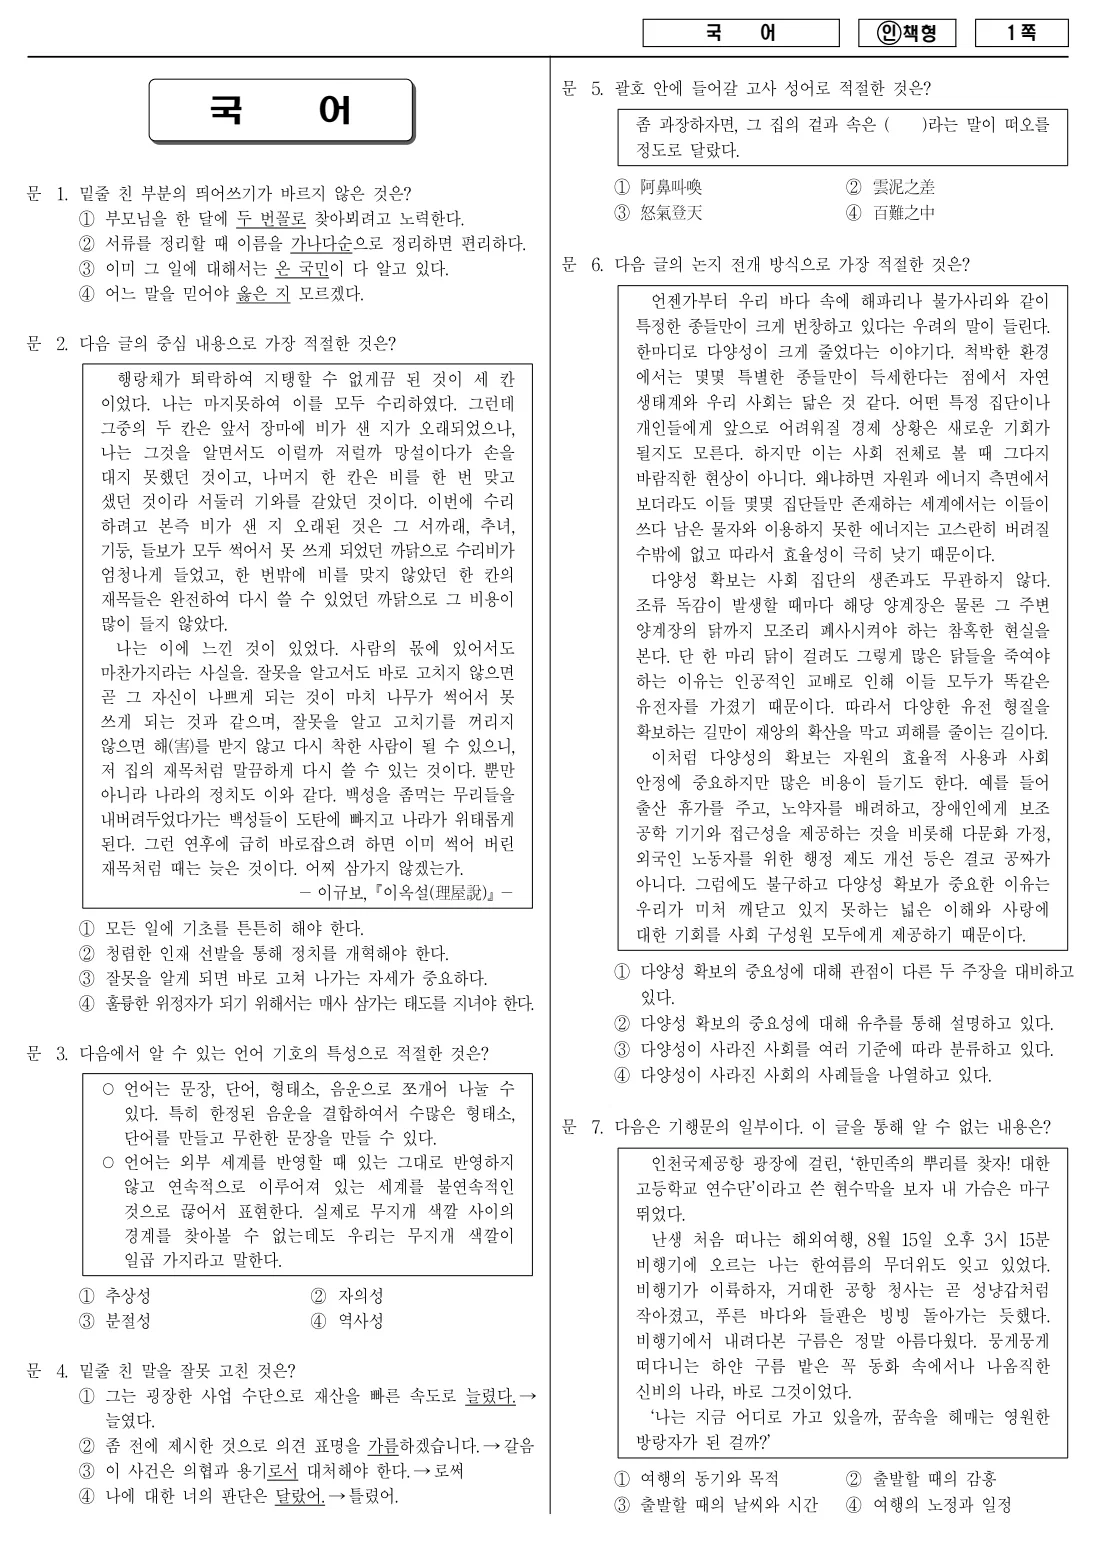 국 어
인 책형
1 쪽
국 어
문 1. 밑줄 친 부분의 띄어쓰기가 바르지 않은 것은?
① 부모님을 한 달에 두 번꼴로 찾아뵈려고 노력한다.
② 서류를 정리할 때 이름을 가나다순으로 정리하면 편리하다.
③ 이미 그 일에 대해서는 온 국민이 다 알고 있다.
④ 어느 말을 믿어야 옳은 지 모르겠다.
문 2. 다음 글의 중심 내용으로 가장 적절한 것은?
행랑채가 퇴락하여 지탱할 수 없게끔 된 것이 세 칸
이었다. 나는 마지못하여 이를 모두 수리하였다. 그런데
그중의 두 칸은 앞서 장마에 비가 샌 지가 오래되었으나,
나는 그것을 알면서도 이럴까 저럴까 망설이다가 손을
대지 못했던 것이고, 나머지 한 칸은 비를 한 번 맞고
샜던 것이라 서둘러 기와를 갈았던 것이다. 이번에 수리
하려고 본즉 비가 샌 지 오래된 것은 그 서까래, 추녀,
기둥, 들보가 모두 썩어서 못 쓰게 되었던 까닭으로 수리비가
엄청나게 들었고, 한 번밖에 비를 맞지 않았던 한 칸의
재목들은 완전하여 다시 쓸 수 있었던 까닭으로 그 비용이
많이 들지 않았다.
나는 이에 느낀 것이 있었다. 사람의 몫에 있어서도
마찬가지라는 사실을. 잘못을 알고서도 바로 고치지 않으면
곧 그 자신이 나쁘게 되는 것이 마치 나무가 썩어서 못
쓰게 되는 것과 같으며, 잘못을 알고 고치기를 꺼리지
않으면 해(害)를 받지 않고 다시 착한 사람이 될 수 있으니,
저 집의 재목처럼 말끔하게 다시 쓸 수 있는 것이다. 뿐만
아니라 나라의 정치도 이와 같다. 백성을 좀먹는 무리들을
내버려두었다가는 백성들이 도탄에 빠지고 나라가 위태롭게
된다. 그런 연후에 급히 바로잡으려 하면 이미 썩어 버린
재목처럼 때는 늦은 것이다. 어찌 삼가지 않겠는가.
－ 이규보, 『이옥설(理屋說)』－
① 모든 일에 기초를 튼튼히 해야 한다.
② 청렴한 인재 선발을 통해 정치를 개혁해야 한다.
③ 잘못을 알게 되면 바로 고쳐 나가는 자세가 중요하다.
④ 훌륭한 위정자가 되기 위해서는 매사 삼가는 태도를 지녀야 한다.
문 3. 다음에서 알 수 있는 언어 기호의 특성으로 적절한 것은?
○ 언어는 문장, 단어, 형태소, 음운으로 쪼개어 나눌 수
있다. 특히 한정된 음운을 결합하여서 수많은 형태소,
단어를 만들고 무한한 문장을 만들 수 있다.
○ 언어는 외부 세계를 반영할 때 있는 그대로 반영하지
않고 연속적으로 이루어져 있는 세계를 불연속적인
것으로 끊어서 표현한다. 실제로 무지개 색깔 사이의
경계를 찾아볼 수 없는데도 우리는 무지개 색깔이
일곱 가지라고 말한다.
① 추상성 ② 자의성
③ 분절성 ④ 역사성
문 4. 밑줄 친 말을 잘못 고친 것은?
① 그는 굉장한 사업 수단으로 재산을 빠른 속도로 늘렸다.→
늘였다.
② 좀 전에 제시한 것으로 의견 표명을 가름하겠습니다.→갈음
③ 이 사건은 의협과 용기로서 대처해야 한다.→로써
④ 나에 대한 너의 판단은 달랐어.→틀렸어.
문 5. 괄호 안에 들어갈 고사 성어로 적절한 것은?
좀 과장하자면, 그 집의 겉과 속은 ( )라는 말이 떠오를
정도로 달랐다.
① 阿鼻叫喚 ② 雲泥之差
③ 怒氣登天 ④ 百難之中
문 6. 다음 글의 논지 전개 방식으로 가장 적절한 것은?
언젠가부터 우리 바다 속에 해파리나 불가사리와 같이
특정한 종들만이 크게 번창하고 있다는 우려의 말이 들린다.
한마디로 다양성이 크게 줄었다는 이야기다. 척박한 환경
에서는 몇몇 특별한 종들만이 득세한다는 점에서 자연
생태계와 우리 사회는 닮은 것 같다. 어떤 특정 집단이나
개인들에게 앞으로 어려워질 경제 상황은 새로운 기회가
될지도 모른다. 하지만 이는 사회 전체로 볼 때 그다지
바람직한 현상이 아니다. 왜냐하면 자원과 에너지 측면에서
보더라도 이들 몇몇 집단들만 존재하는 세계에서는 이들이
쓰다 남은 물자와 이용하지 못한 에너지는 고스란히 버려질
수밖에 없고 따라서 효율성이 극히 낮기 때문이다.
다양성 확보는 사회 집단의 생존과도 무관하지 않다.
조류 독감이 발생할 때마다 해당 양계장은 물론 그 주변
양계장의 닭까지 모조리 폐사시켜야 하는 참혹한 현실을
본다. 단 한 마리 닭이 걸려도 그렇게 많은 닭들을 죽여야
하는 이유는 인공적인 교배로 인해 이들 모두가 똑같은
유전자를 가졌기 때문이다. 따라서 다양한 유전 형질을
확보하는 길만이 재앙의 확산을 막고 피해를 줄이는 길이다.
이처럼 다양성의 확보는 자원의 효율적 사용과 사회
안정에 중요하지만 많은 비용이 들기도 한다. 예를 들어
출산 휴가를 주고, 노약자를 배려하고, 장애인에게 보조
공학 기기와 접근성을 제공하는 것을 비롯해 다문화 가정,
외국인 노동자를 위한 행정 제도 개선 등은 결코 공짜가
아니다. 그럼에도 불구하고 다양성 확보가 중요한 이유는
우리가 미처 깨닫고 있지 못하는 넓은 이해와 사랑에
대한 기회를 사회 구성원 모두에게 제공하기 때문이다.
① 다양성 확보의 중요성에 대해 관점이 다른 두 주장을 대비하고
있다.
② 다양성 확보의 중요성에 대해 유추를 통해 설명하고 있다.
③ 다양성이 사라진 사회를 여러 기준에 따라 분류하고 있다.
④ 다양성이 사라진 사회의 사례들을 나열하고 있다.
문 7. 다음은 기행문의 일부이다. 이 글을 통해 알 수 없는 내용은?
인천국제공항 광장에 걸린, ‘한민족의 뿌리를 찾자! 대한
고등학교 연수단’이라고 쓴 현수막을 보자 내 가슴은 마구
뛰었다.
난생 처음 떠나는 해외여행, 8월 15일 오후 3시 15분
비행기에 오르는 나는 한여름의 무더위도 잊고 있었다.
비행기가 이륙하자, 거대한 공항 청사는 곧 성냥갑처럼
작아졌고, 푸른 바다와 들판은 빙빙 돌아가는 듯했다.
비행기에서 내려다본 구름은 정말 아름다웠다. 뭉게뭉게
떠다니는 하얀 구름 밭은 꼭 동화 속에서나 나옴직한
신비의 나라, 바로 그것이었다.
‘나는 지금 어디로 가고 있을까, 꿈속을 헤매는 영원한
방랑자가 된 걸까?’
① 여행의 동기와 목적 ② 출발할 때의 감흥
③ 출발할 때의 날씨와 시간 ④ 여행의 노정과 일정